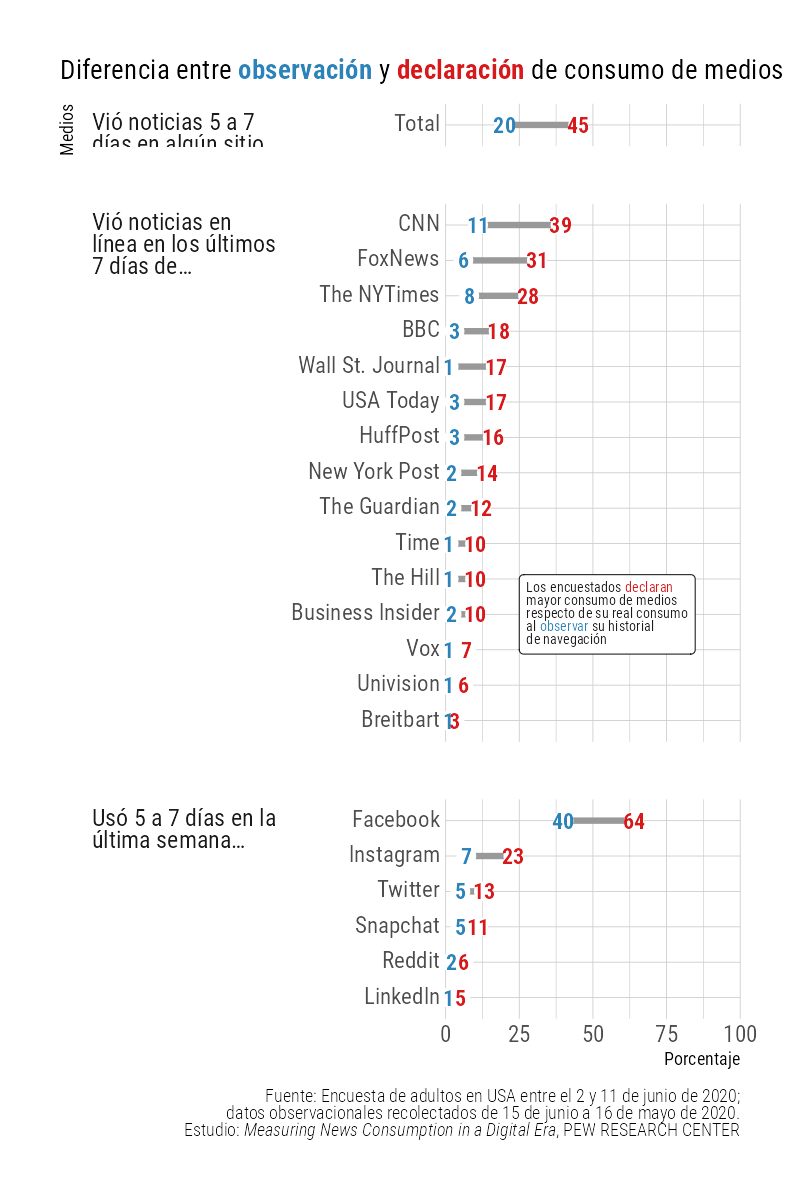 Diferencia entre observación y declaración de consumo de medios
Medios
Vió noticias 5 a 7
días en algún sitio
Total 20 45
Vió noticias en
línea en los últimos
7 días de...
CNN 11 39
FoxNews 6 31
The NYTimes 8 28
BBC 3 18
Wall St. Journal 1 17
USA Today 3 17
HuffPost 3 16
New York Post 2 14
The Guardian 2 12
Time 1 10
The Hill 1 10
Business Insider 2 10
Vox 1 7
Univision 1 6
Breitbart 1 3
Los encuestados declaran
mayor consumo de medios
respecto de su real consumo
al observar su historial
de navegación
Usó 5 a 7 días en la
última semana...
Facebook 40 64
Instagram 7 23
Twitter 5 13
Snapchat 5 11
Reddit 2 6
LinkedIn 1 5
0 25 50 75 100
Porcentaje
Fuente: Encuesta de adultos en USA entre el 2 y 11 de junio de 2020;
datos observacionales recolectados de 15 de junio a 16 de mayo de 2020.
Estudio: Measuring News Consumption in a Digital Era, PEW RESEARCH CENTER